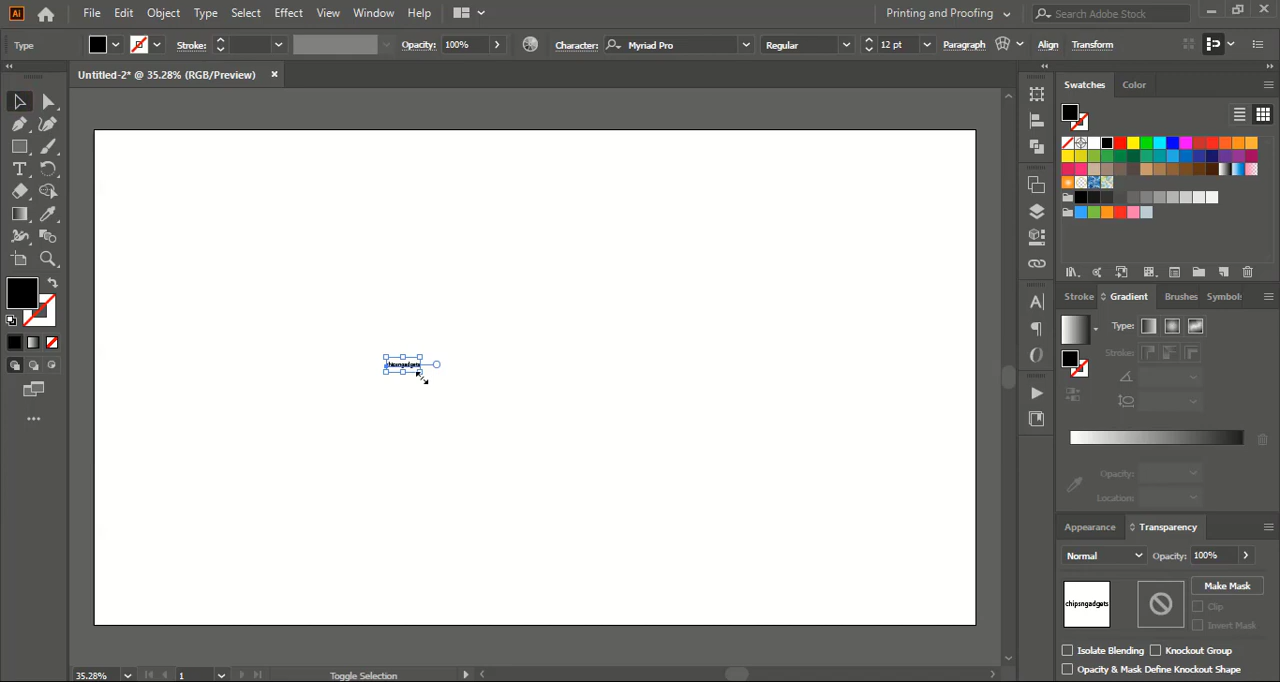 Ai File Edit Object Type Select Effect View Window Help Printing and Proofing Search Adobe Stock
Type Stroke: Opacity: 100% Character: Myriad Pro Regular 12 pt Paragraph Align Transform
Untitled-2* @ 35.28% (RGB/Preview)
Swatches Color
Stroke Gradient Brushes Symbol:
Type:
Strokes:
chipsngadgets
Opacity:
Location:
Appearance Transparency
Normal Opacity: 100%
Make Mask
chipsngadgets
Clip
Invert Mask
Isolate Blending Knockout Group
Opacity & Mask Define Knockout Shape
35.28% 1 Toggle Selection